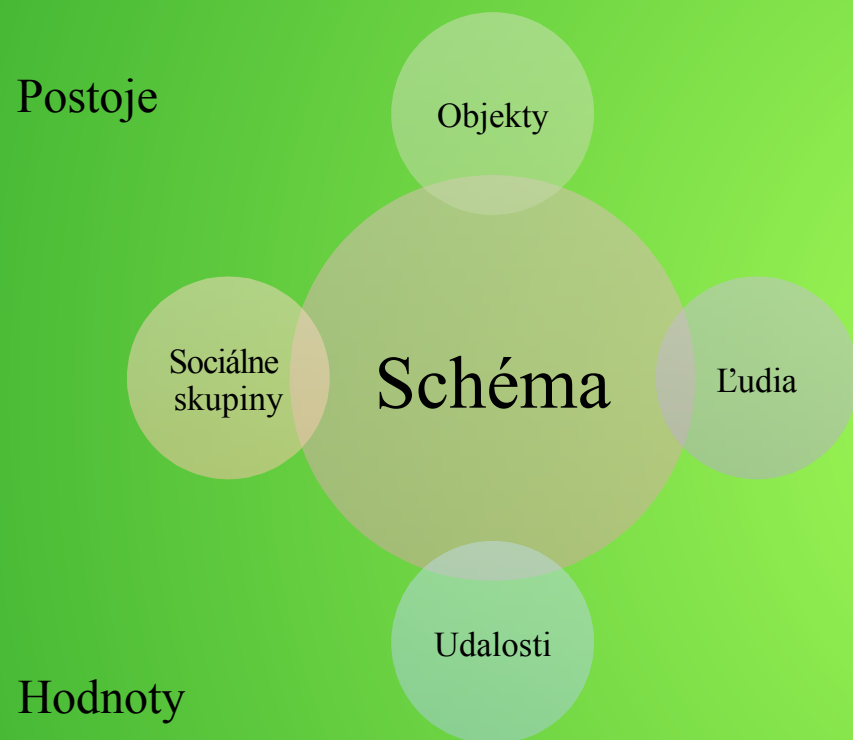 Postoje
Objekty
Sociálne
skupiny
Schéma
Ľudia
Udalosti
Hodnoty